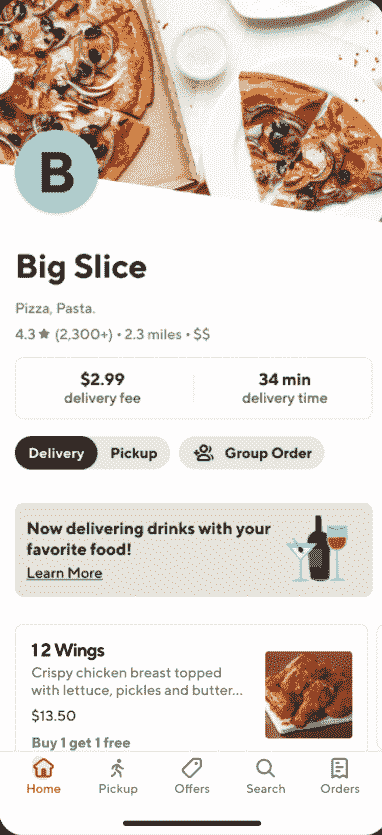 B
Big Slice
Pizza, Pasta.
4.3 ★ (2,300+) • 2.3 miles • $$
$2.99
delivery fee
34 min
delivery time
Delivery
Pickup
Group Order
Now delivering drinks with your
favorite food!
Learn More
12 Wings
Crispy chicken breast topped
with lettuce, pickles and butter...
$13.50
Buy 1 get 1 free
Home
Pickup
Offers
Search
Orders